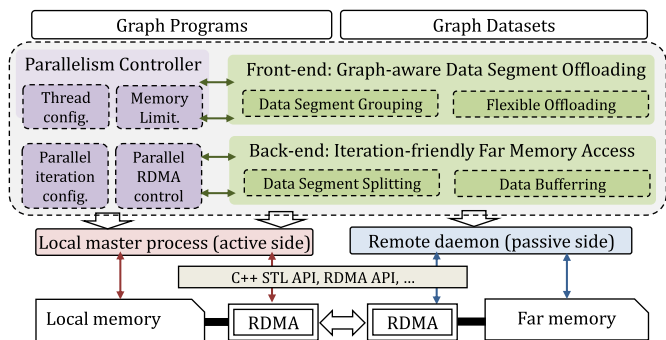 Graph Programs
Graph Datasets
Parallelism Controller
Thread
config.
Memory
Limit.
Parallel
iteration
config.
Parallel
RDMA
control
Front-end: Graph-aware Data Segment Offloading
Data Segment Grouping
Flexible Offloading
Back-end: Iteration-friendly Far Memory Access
Data Segment Splitting
Data Bufferring
Local master process (active side)
Remote daemon (passive side)
C++ STL API, RDMA API, ...
Local memory
RDMA
RDMA
Far memory